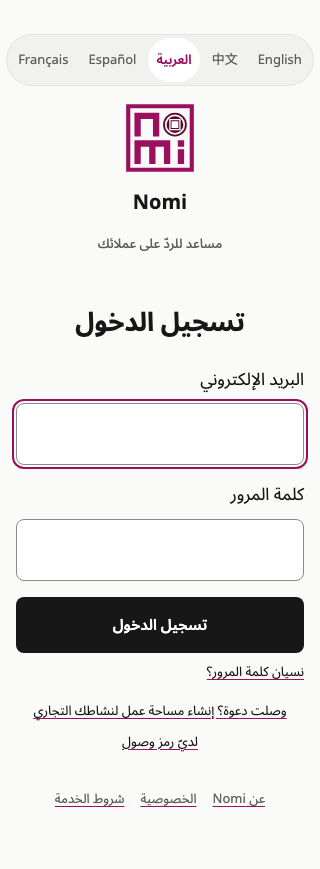 English 中文 العربية Español Français
nomi
Nomi
مساعد للردّ على عملائك
تسجيل الدخول
البريد الإلكتروني
كلمة المرور
تسجيل الدخول
نسيان كلمة المرور؟
وصلت دعوة؟ إنشاء مساحة عمل لنشاطك التجاري
لديّ رمز وصول
عن Nomi الخصوصية شروط الخدمة